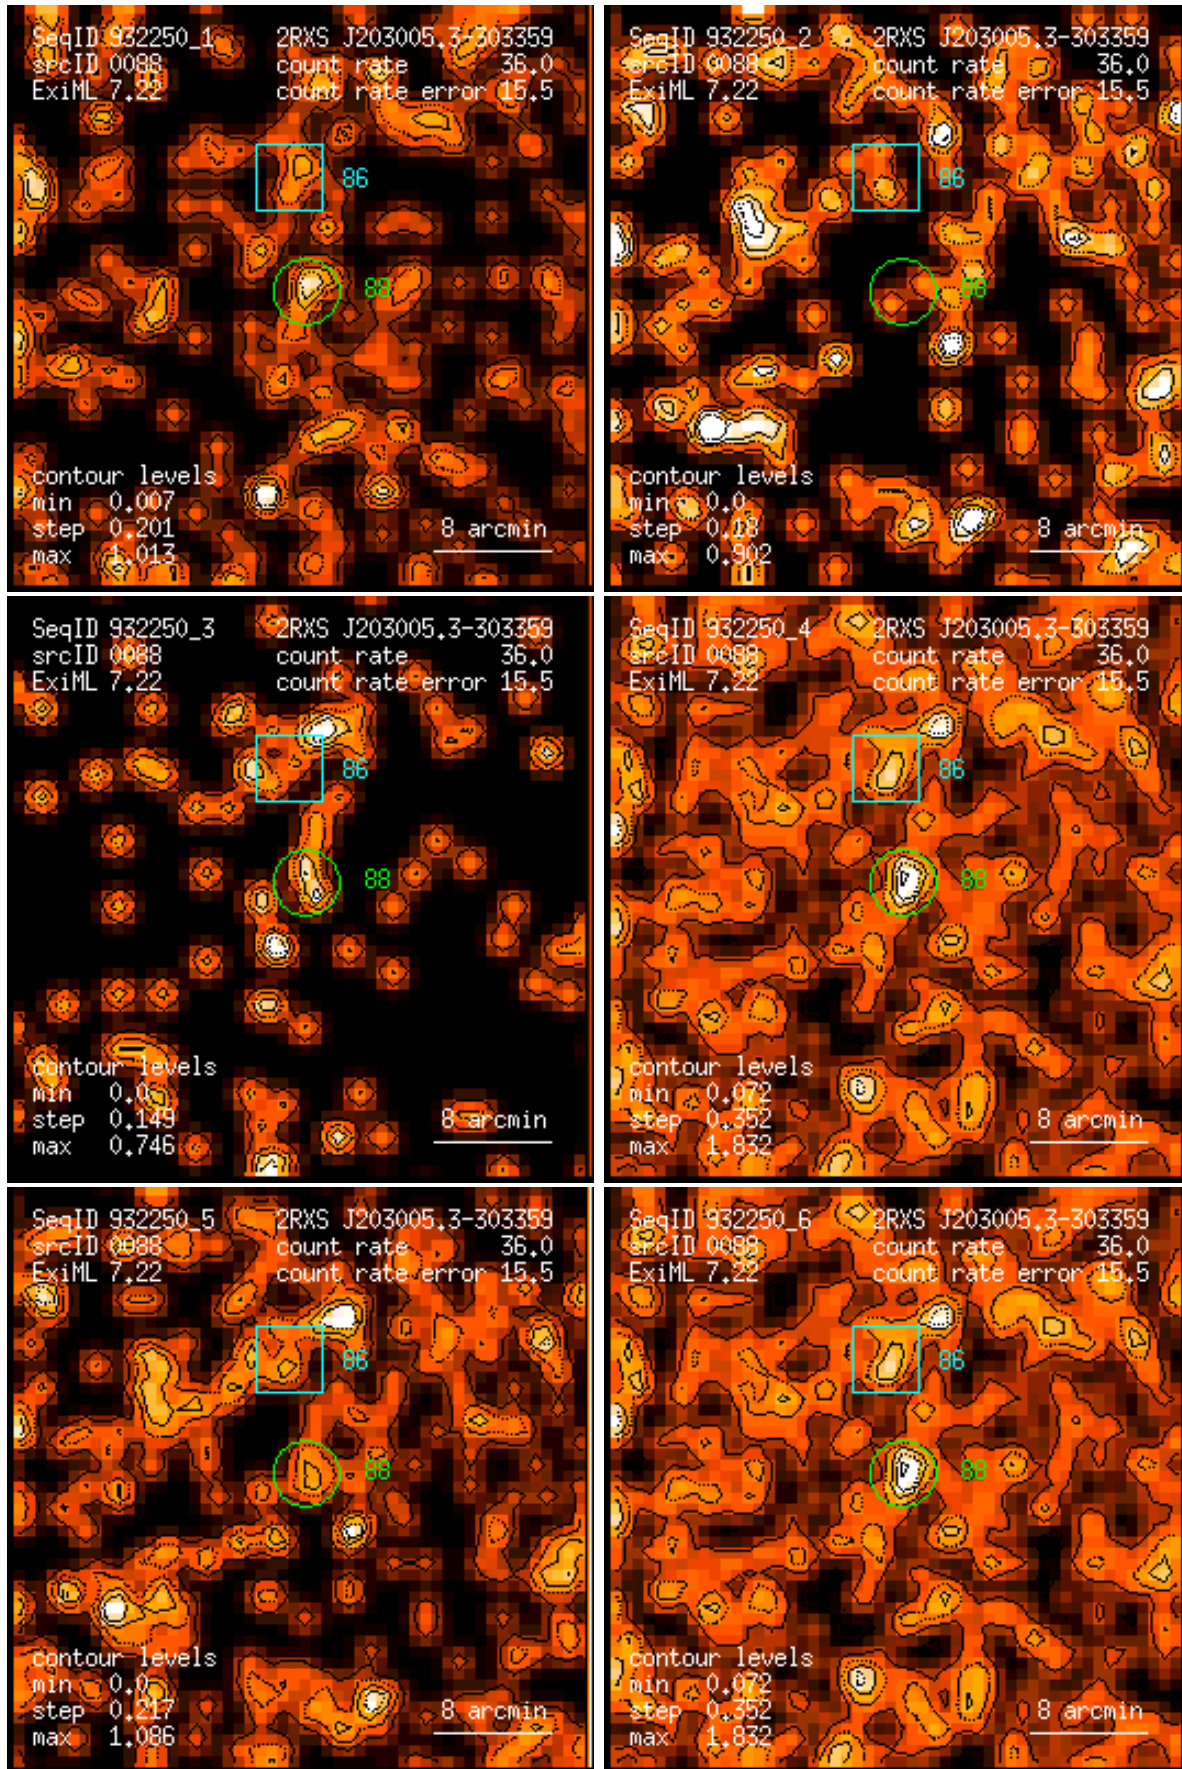 SeqID 932250_1 2RXS J203005.3-303359
srcID 0088 count rate 36.0
ExiML 7.22 count rate error 15.5
86
88
contour levels
min 0.007
step 0.201 8 arcmin
max 1.013
SeqID 932250_2 2RXS J203005.3-303359
srcID 0088 count rate 36.0
ExiML 7.22 count rate error 15.5
86
88
contour levels
min 0.0
step 0.18 8 arcmin
max 0.902
SeqID 932250_3 2RXS J203005.3-303359
srcID 0088 count rate 36.0
ExiML 7.22 count rate error 15.5
86
88
contour levels
min 0.0
step 0.149 8 arcmin
max 0.746
SeqID 932250_4 2RXS J203005.3-303359
srcID 0088 count rate 36.0
ExiML 7.22 count rate error 15.5
86
88
contour levels
min 0.072
step 0.352 8 arcmin
max 1.832
SeqID 932250_5 2RXS J203005.3-303359
srcID 0088 count rate 36.0
ExiML 7.22 count rate error 15.5
86
88
contour levels
min 0.0
step 0.217 8 arcmin
max 1.086
SeqID 932250_6 2RXS J203005.3-303359
srcID 0088 count rate 36.0
ExiML 7.22 count rate error 15.5
86
88
contour levels
min 0.072
step 0.352 8 arcmin
max 1.832